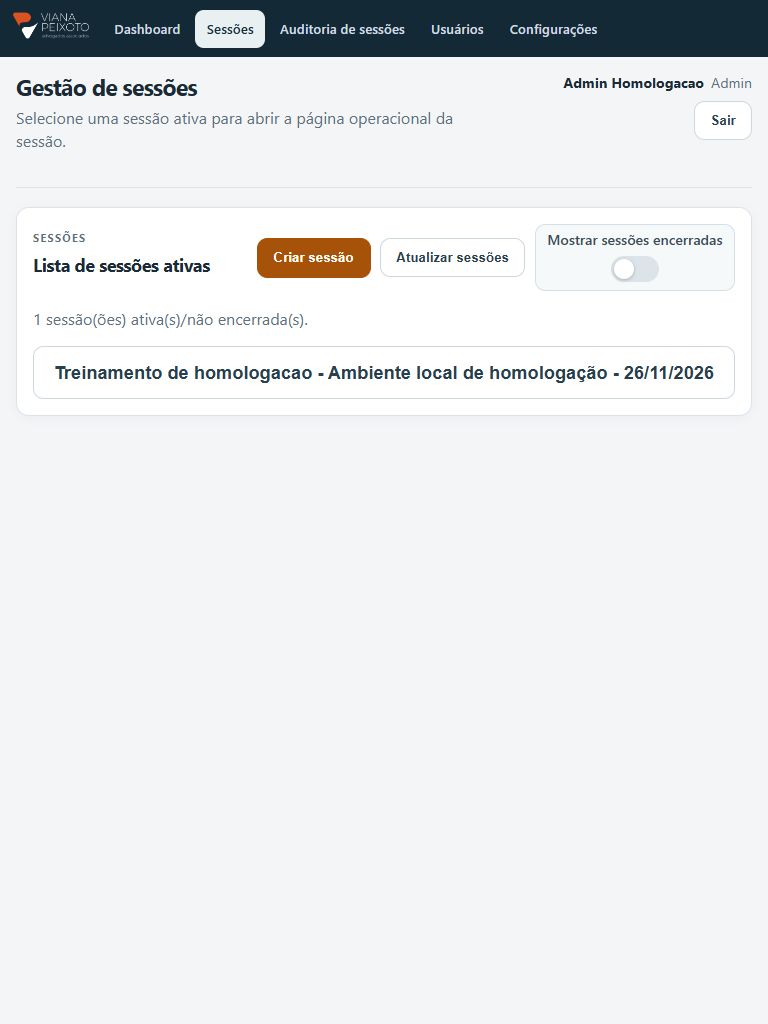 VIANA
PEIXOTO
advogados associados
Dashboard
Sessões
Auditoria de sessões
Usuários
Configurações
Gestão de sessões
Admin Homologacao Admin
Selecione uma sessão ativa para abrir a página operacional da
sessão.
Sair
SESSÕES
Lista de sessões ativas
Criar sessão
Atualizar sessões
Mostrar sessões encerradas
1 sessão(ões) ativa(s)/não encerrada(s).
Treinamento de homologacao - Ambiente local de homologação - 26/11/2026